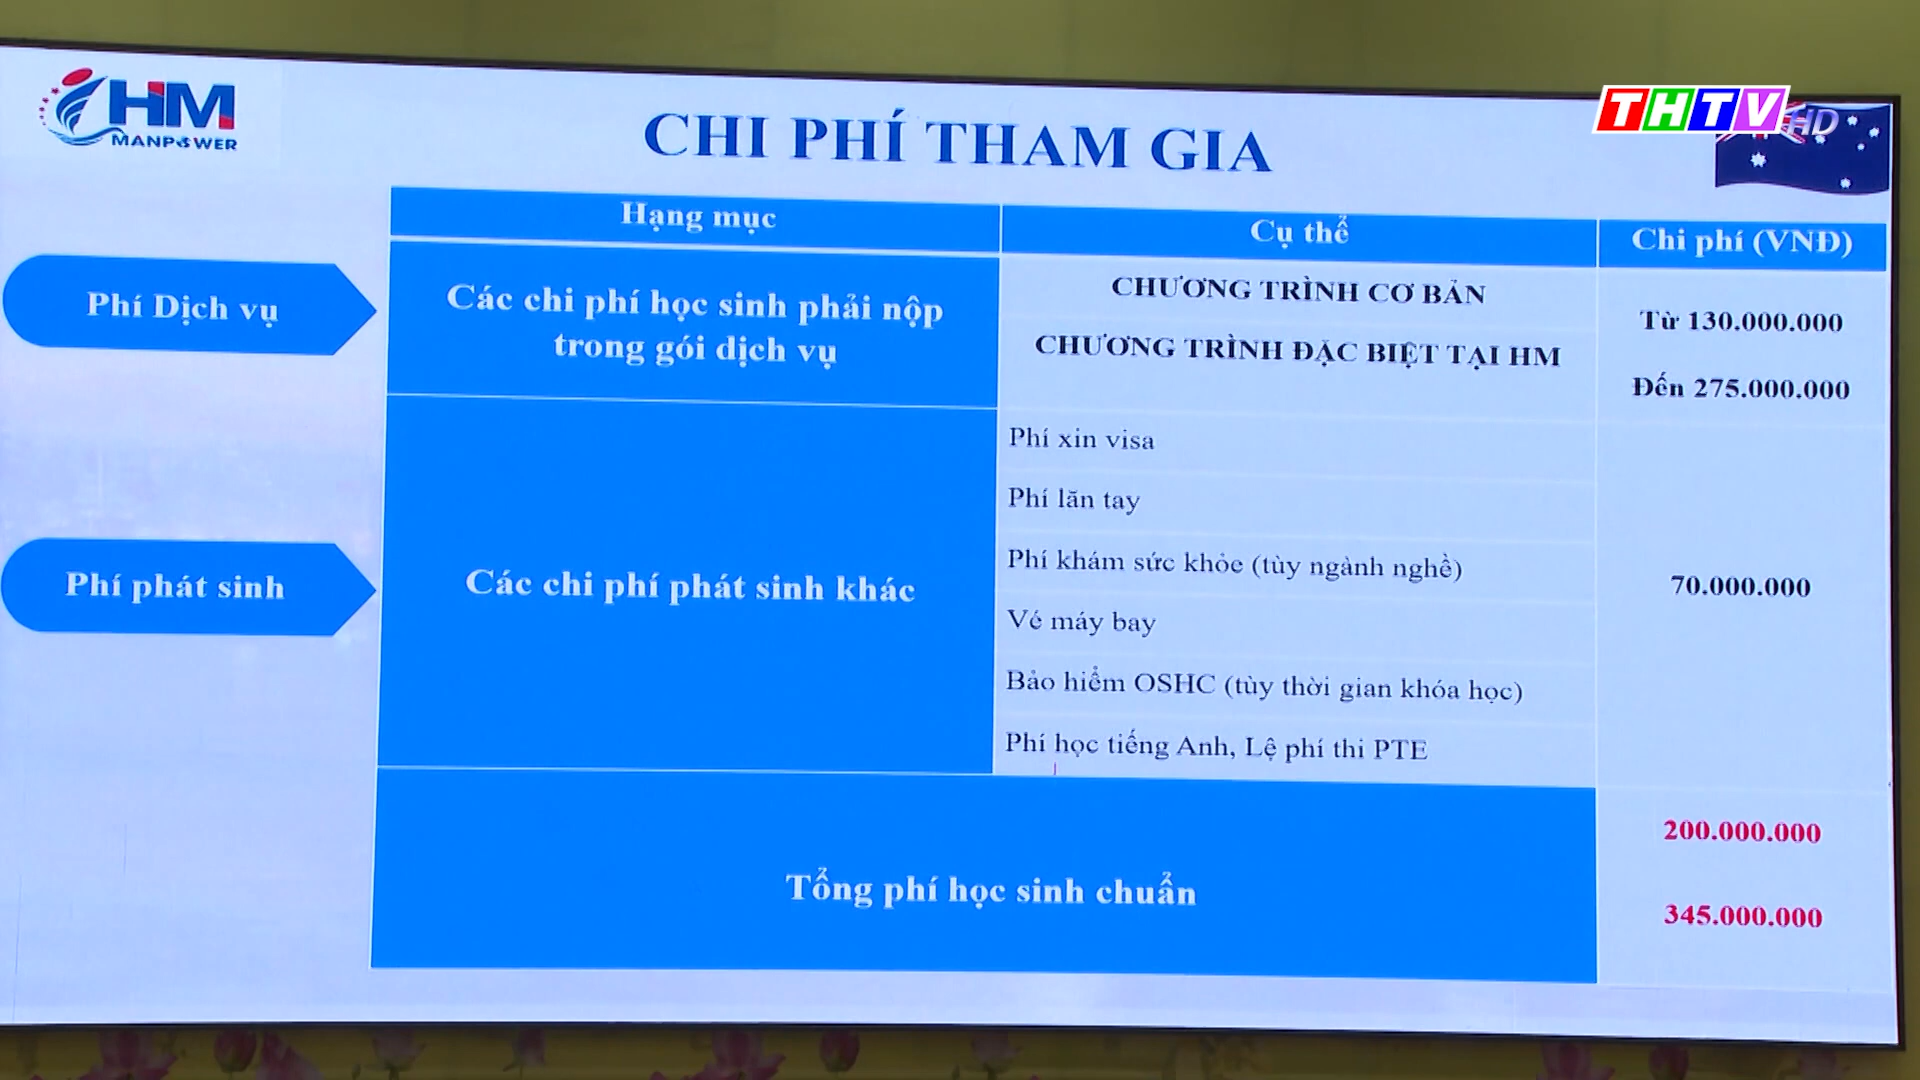 HM
MANPOWER
CHI PHÍ THAM GIA
THTV HD
Hạng mục
Cụ thể
Chi phí (VNĐ)
Phí Dịch vụ
Các chi phí học sinh phải nộp
trong gói dịch vụ
CHƯƠNG TRÌNH CƠ BẢN
CHƯƠNG TRÌNH ĐẶC BIỆT TẠI HM
Từ 130.000.000
Đến 275.000.000
Phí phát sinh
Các chi phí phát sinh khác
Phí xin visa
Phí lăn tay
Phí khám sức khỏe (tùy ngành nghề)
Vé máy bay
Bảo hiểm OSHC (tùy thời gian khóa học)
Phí học tiếng Anh, Lệ phí thi PTE
70.000.000
Tổng phí học sinh chuẩn
200.000.000
345.000.000